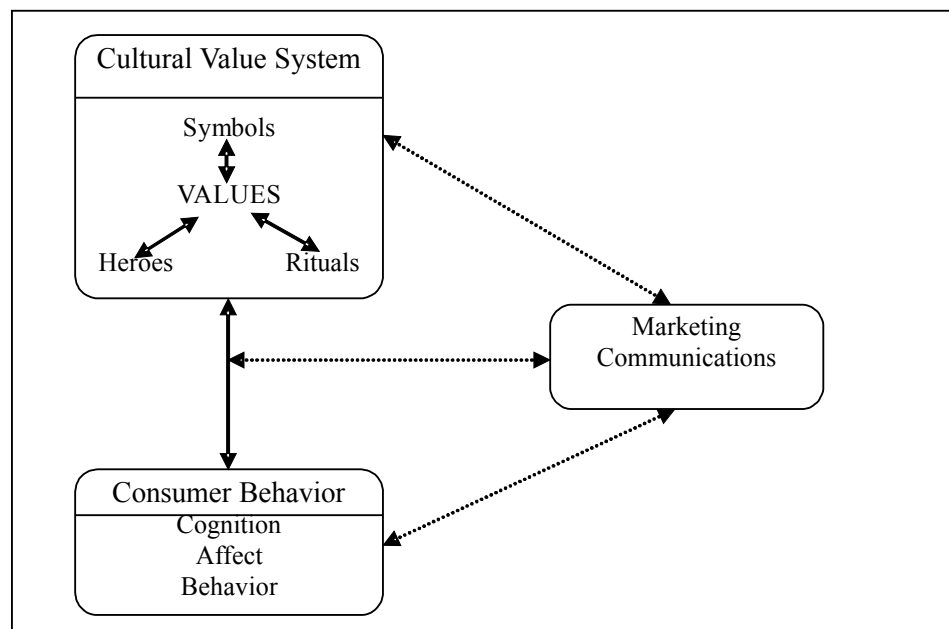 Cultural Value System
Symbols
VALUES
Heroes
Rituals
Marketing
Communications
Consumer Behavior
Cognition
Affect
Behavior